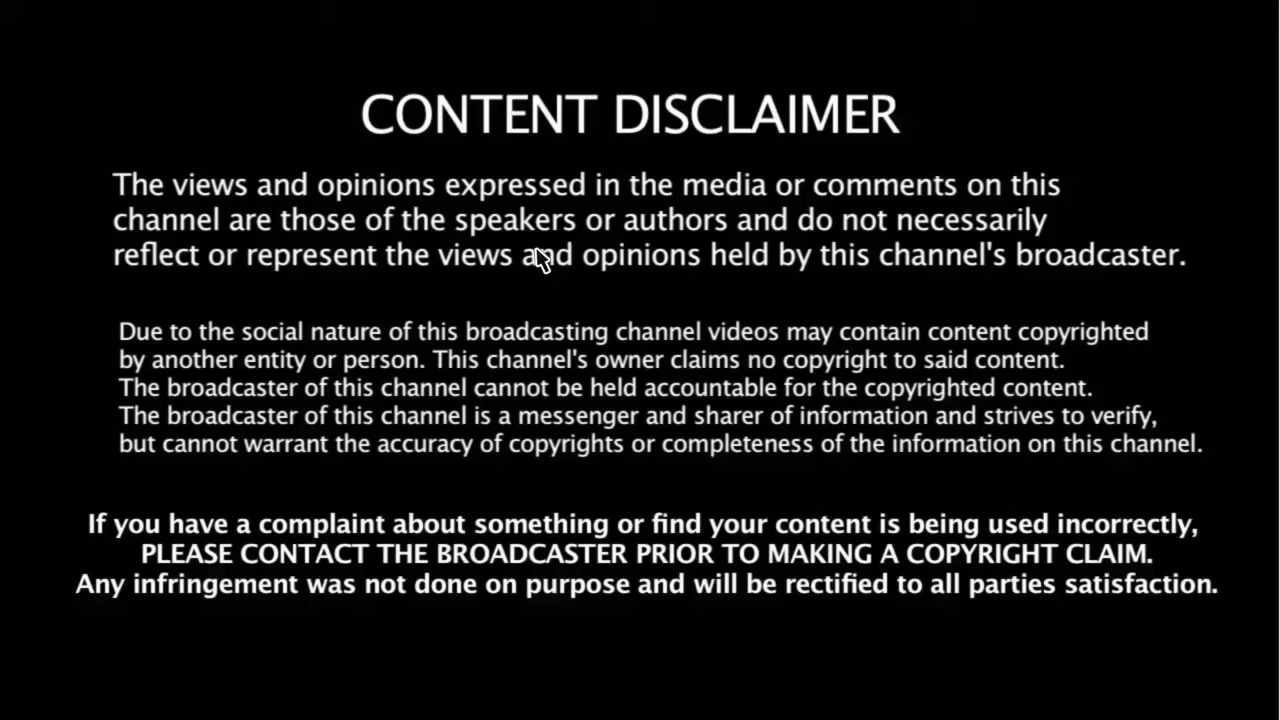 CONTENT DISCLAIMER
The views and opinions expressed in the media or comments on this
channel are those of the speakers or authors and do not necessarily
reflect or represent the views and opinions held by this channel's broadcaster.
Due to the social nature of this broadcasting channel videos may contain content copyrighted
by another entity or person. This channel's owner claims no copyright to said content.
The broadcaster of this channel cannot be held accountable for the copyrighted content.
The broadcaster of this channel is a messenger and sharer of information and strives to verify,
but cannot warrant the accuracy of copyrights or completeness of the information on this channel.
If you have a complaint about something or find your content is being used incorrectly,
PLEASE CONTACT THE BROADCASTER PRIOR TO MAKING A COPYRIGHT CLAIM.
Any infringement was not done on purpose and will be rectified to all parties satisfaction.